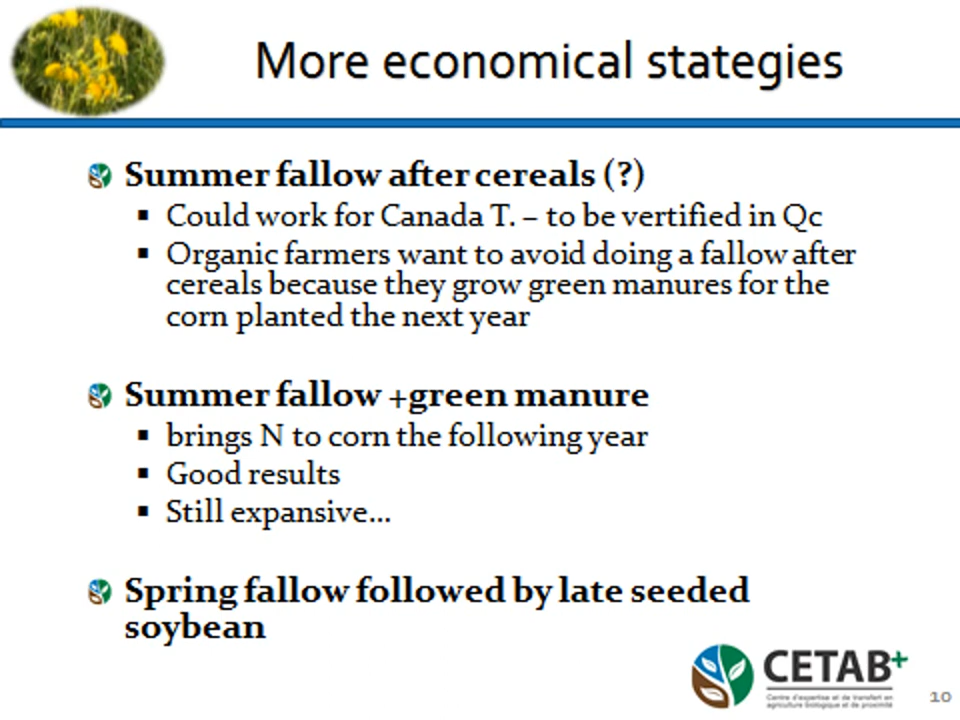 More economical stategies
Summer fallow after cereals (?)
▪ Could work for Canada T. – to be vertified in Qc
▪ Organic farmers want to avoid doing a fallow after
cereals because they grow green manures for the
corn planted the next year
Summer fallow +green manure
▪ brings N to corn the following year
▪ Good results
▪ Still expansive...
Spring fallow followed by late seeded
soybean
CETAB+
Centre d'expertise et de transfert en
agriculture biologique et de proximité
10